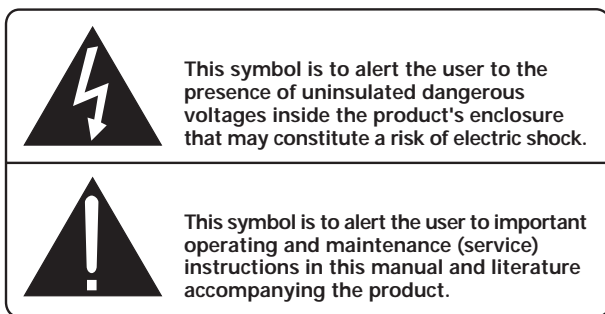 This symbol is to alert the user to the
presence of uninsulated dangerous
voltages inside the product's enclosure
that may constitute a risk of electric shock.
This symbol is to alert the user to important
operating and maintenance (service)
instructions in this manual and literature
accompanying the product.